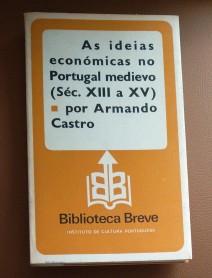 As ideias
económicas no
Portugal medievo
(Séc. XIII a XV)
por Armando
Castro
Biblioteca Breve
INSTITUTO DE CULTURA PORTUGUESA